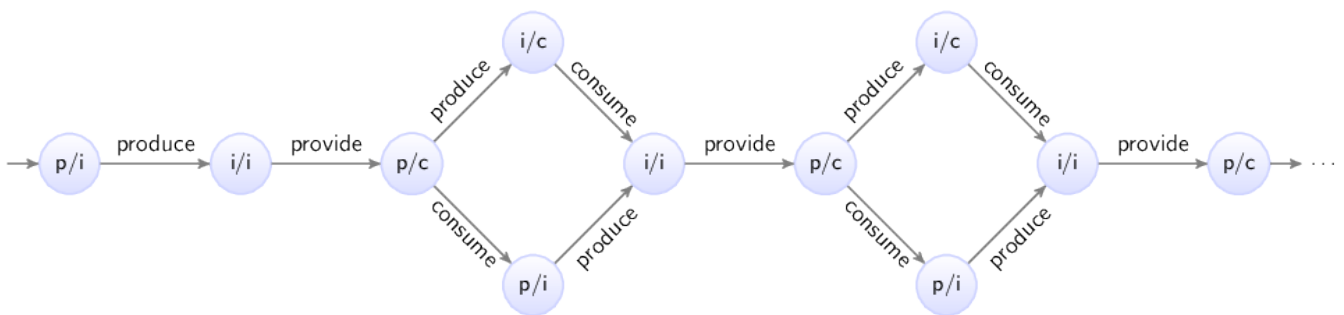 i/c
i/c
produce
consume
produce
consume
p/i
produce
i/i
provide
p/c
i/i
provide
p/c
i/i
provide
p/c
...
consume
produce
consume
produce
p/i
p/i